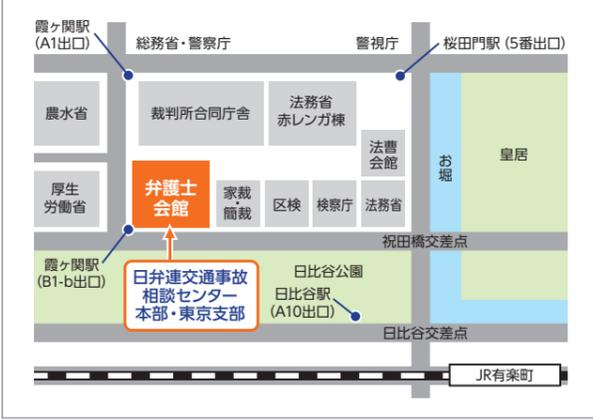 霞ヶ関駅
(A1出口)
総務省・警察庁
警視庁
桜田門駅 (5番出口)
農水省
裁判所合同庁舎
法務省
赤レンガ棟
法曹
会館
お堀
皇居
厚生
労働省
弁護士
会館
家裁
・
簡裁
区検
検察庁
法務省
祝田橋交差点
霞ヶ関駅
(B1-b出口)
日弁連交通事故
相談センター
本部・東京支部
日比谷公園
日比谷駅
(A10出口)
日比谷交差点
JR有楽町